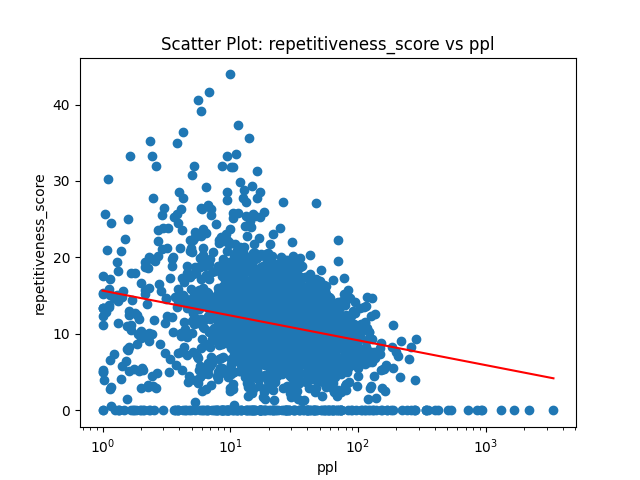 Scatter Plot: repetitiveness_score vs ppl
repetitiveness_score
40
30
20
10
0
10⁰ 10¹ 10² 10³
ppl